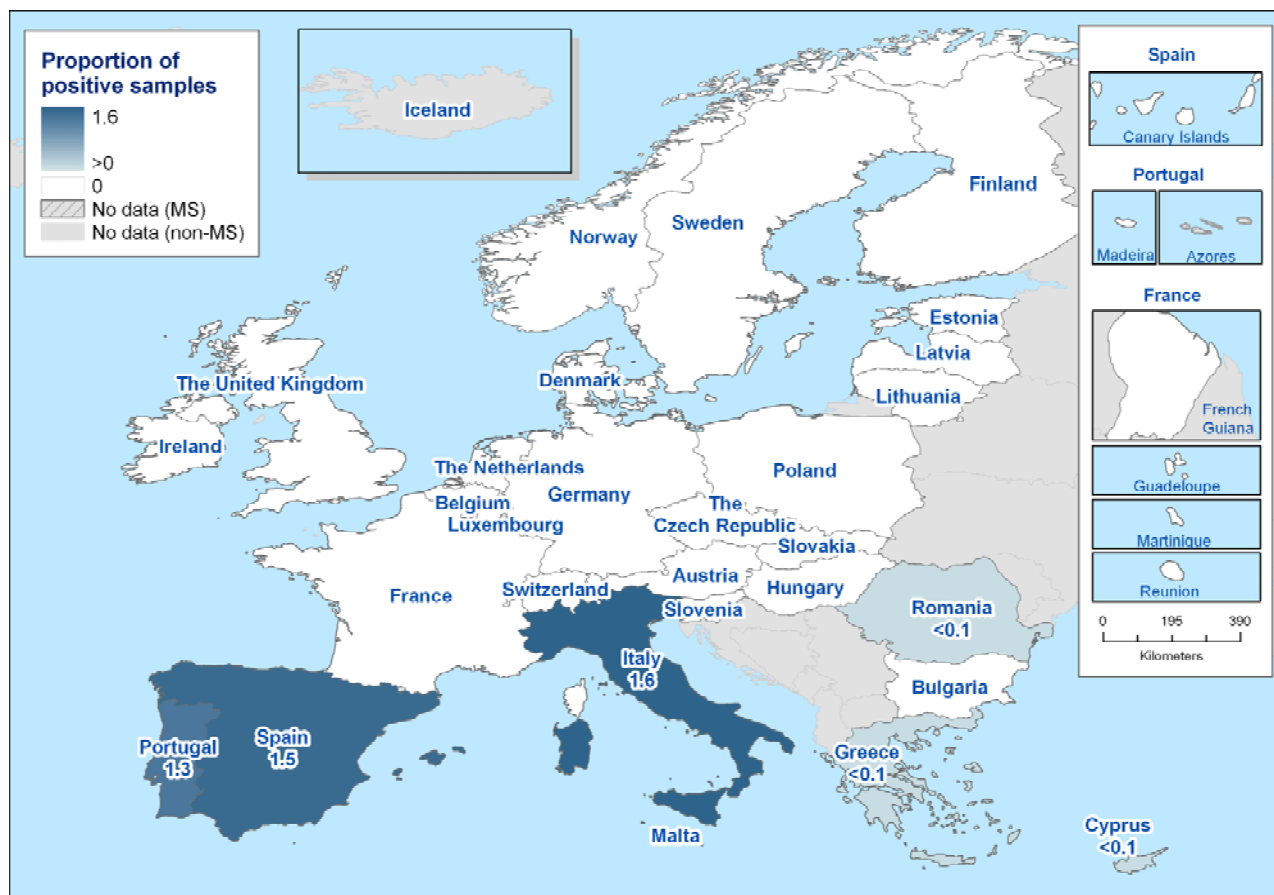 Proportion of
positive samples
1.6
>0
0
No data (MS)
No data (non-MS)
Iceland
Finland
Sweden
Norway
Estonia
Latvia
Lithuania
Denmark
The United Kingdom
Ireland
The Netherlands
Belgium
Luxembourg
Germany
Poland
The
Czech Republic
Slovakia
Austria
Hungary
Switzerland
Slovenia
France
Romania
<0.1
Bulgaria
Italy
1.6
Spain
1.5
Portugal
1.3
Greece
<0.1
Malta
Cyprus
<0.1
Spain
Canary Islands
Portugal
Madeira
Azores
France
French
Guiana
Guadeloupe
Martinique
Reunion
0 195 390
Kilometers